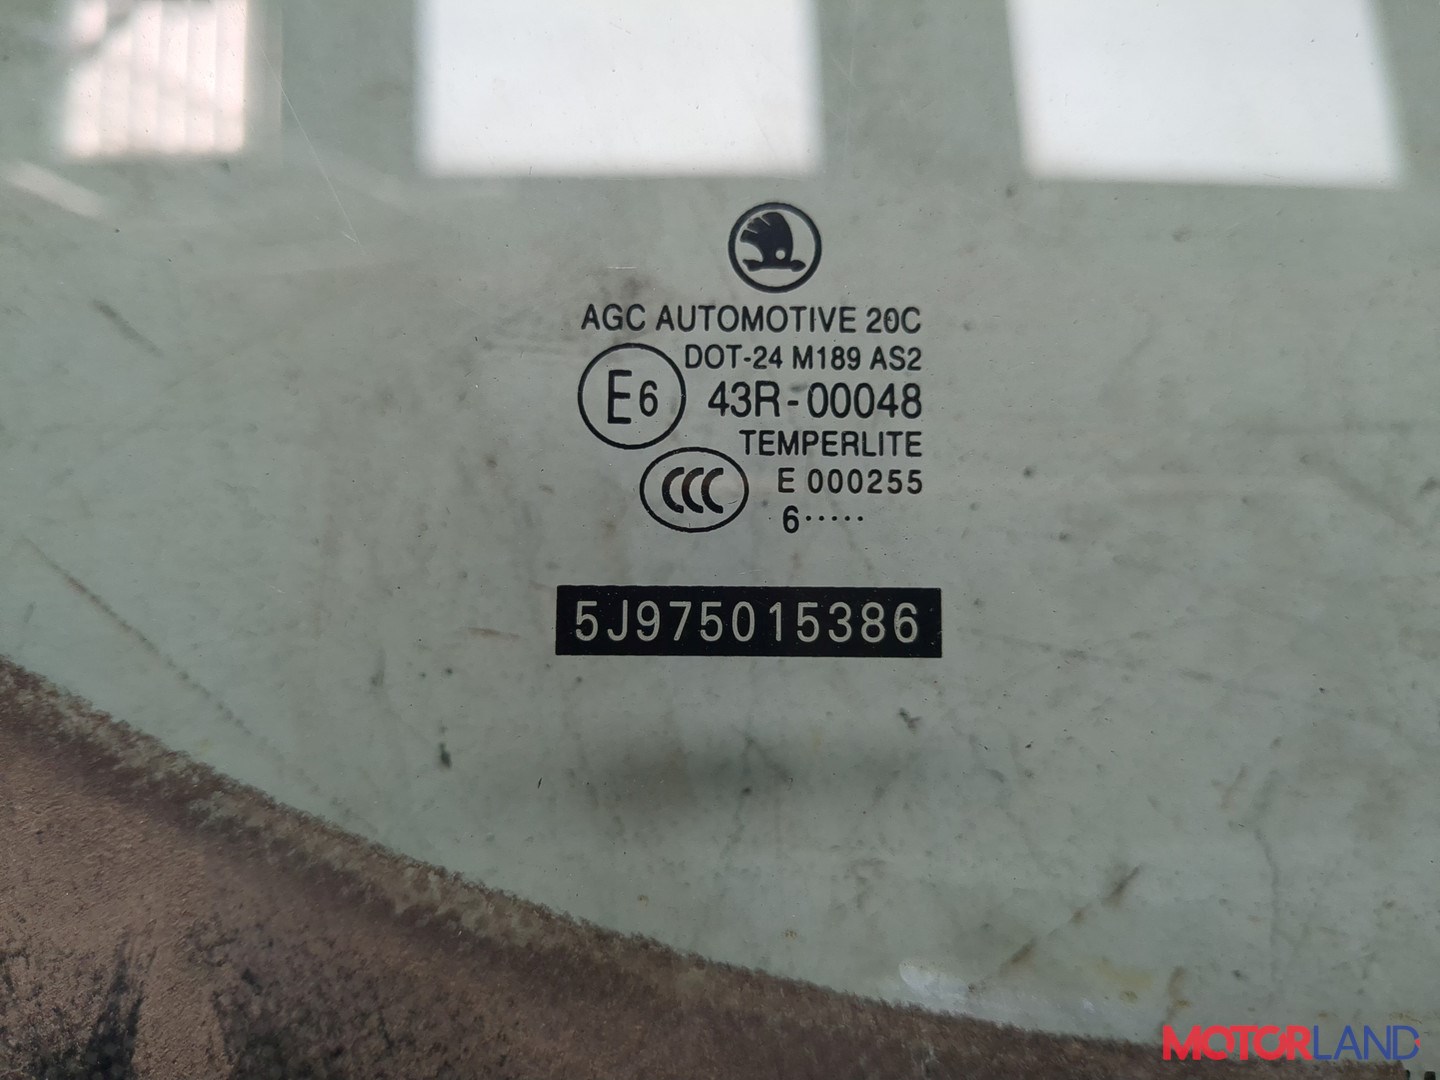 AGC AUTOMOTIVE 20C
DOT-24 M189 AS2
E6 43R-00048
TEMPERLITE
CCC E 000255
6·····
5J975015386
MOTORLAND